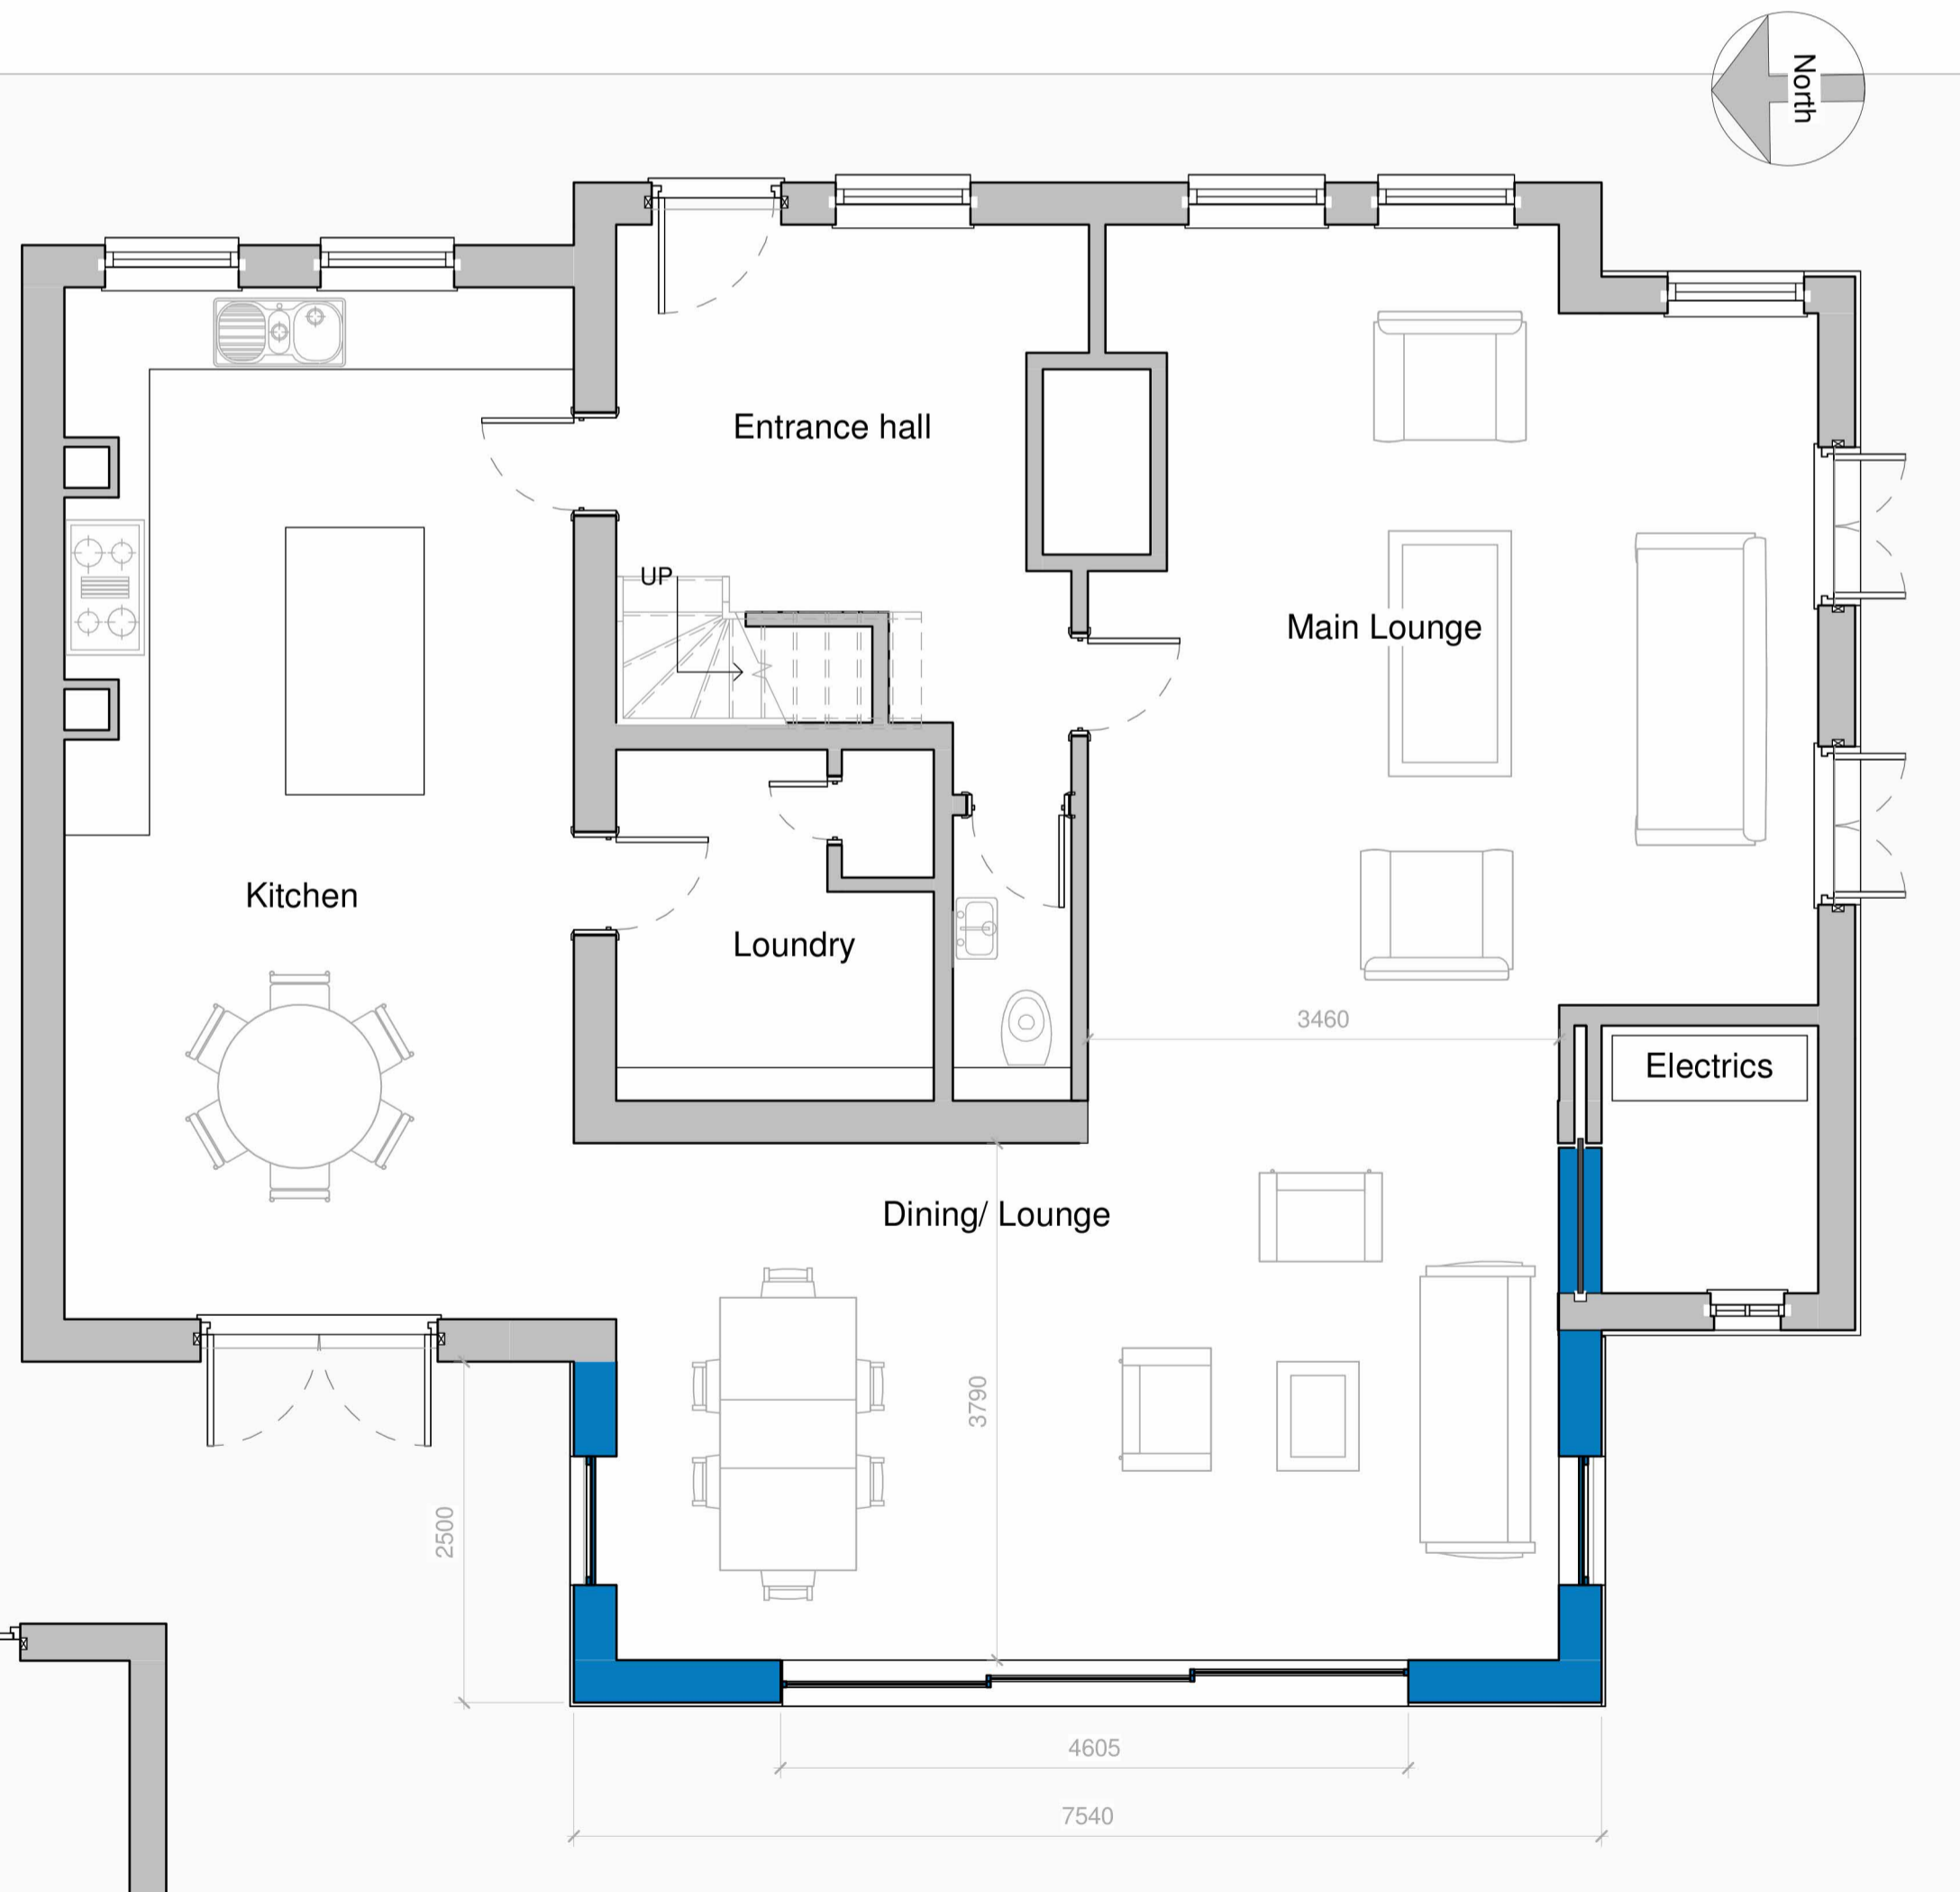 North
Entrance hall
UP
Main Lounge
Kitchen
Loundry
3460
Electrics
Dining/ Lounge
3790
2500
4605
7540